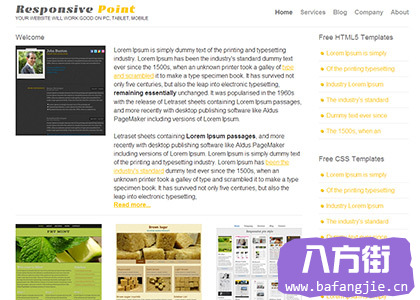 Responsive Point
YOUR WEBSITE WILL WORK GOOD ON PC, TABLET, MOBILE
Home Services Blog Company About
Welcome
Lorem Ipsum is simply dummy text of the printing and typesetting
industry. Lorem Ipsum has been the industry's standard dummy text
ever since the 1500s, when an unknown printer took a galley of type
and scrambled it to make a type specimen book. It has survived not
only five centuries, but also the leap into electronic typesetting,
remaining essentially unchanged. It was popularised in the 1960s
with the release of Letraset sheets containing Lorem Ipsum passages,
and more recently with desktop publishing software like Aldus
PageMaker including versions of Lorem Ipsum.
Letraset sheets containing Lorem Ipsum passages, and more
recently with desktop publishing software like Aldus PageMaker
including versions of Lorem Ipsum. Lorem Ipsum is simply dummy
text of the printing and typesetting industry. Lorem Ipsum has been the
industry's standard dummy text ever since the 1500s, when an
unknown printer took a galley of type and scrambled it to make a type
specimen book. It has survived not only five centuries, but also the
leap into electronic typesetting,
Read more...
Free HTML5 Templates
Lorem Ipsum is simply
Of the printing typesetting
Industry Lorem Ipsum
The industry's standard
Dummy text ever since
The 1500s, when an
Free CSS Templates
Lorem Ipsum is simply
Of the printing typesetting
Industry Lorem Ipsum
The industry's standard
Dummy text
The 1500s
FRY MINT
Brown sugar
Responsive pix style
八方街
www.bafangjie.cn